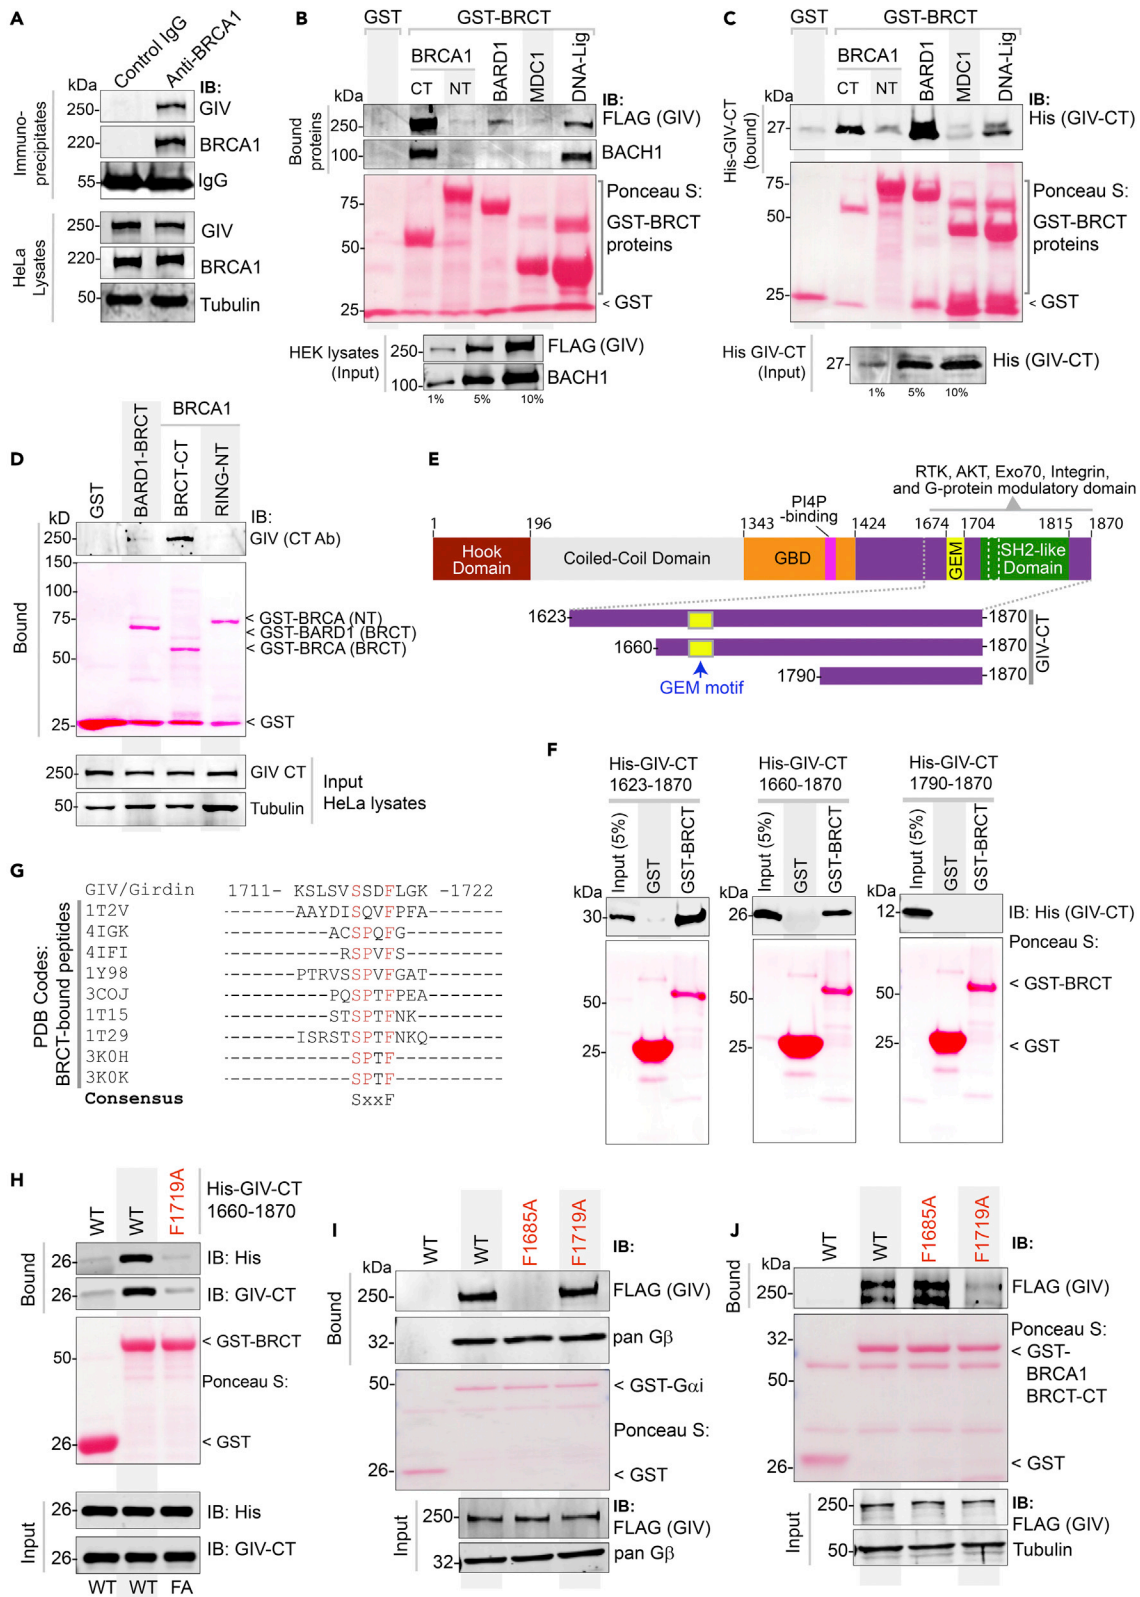 A
Control IgG
Anti-BRCA1
kDa
IB:
Immuno-
precipitates
250-
GIV
220-
BRCA1
55-
IgG
HeLa
Lysates
250-
GIV
220-
BRCA1
50-
Tubulin
B
GST
GST-BRCT
BRCA1
CT
NT
BARD1
MDC1
DNA-Lig
kDa
IB:
Bound
proteins
250-
FLAG (GIV)
100-
BACH1
75-
50-
25-
Ponceau S:
GST-BRCT
proteins
< GST
HEK lysates
(Input)
250-
FLAG (GIV)
100-
BACH1
1%
5%
10%
C
GST
GST-BRCT
BRCA1
CT
NT
BARD1
MDC1
DNA-Lig
kDa
IB:
His-GIV-CT
(bound)
27-
His (GIV-CT)
75-
50-
25-
Ponceau S:
GST-BRCT
proteins
< GST
His GIV-CT
(Input)
27-
His (GIV-CT)
1%
5%
10%
D
BRCA1
GST
BARD1-BRCT
BRCT-CT
RING-NT
kD
IB:
Bound
250-
GIV (CT Ab)
150-
100-
75-
50-
25-
< GST-BRCA (NT)
< GST-BARD1 (BRCT)
< GST-BRCA (BRCT)
< GST
250-
GIV CT
50-
Tubulin
Input
HeLa lysates
E
RTK, AKT, Exo70, Integrin,
and G-protein modulatory domain
PI4P
-binding
1
196
1343
1424
1674
1704
1815
1870
Hook
Domain
Coiled-Coil Domain
GBD
GEM
SH2-like
Domain
1623-
-1870
1660-
-1870
1790-
-1870
GIV-CT
GEM motif
F
His-GIV-CT
1623-1870
His-GIV-CT
1660-1870
His-GIV-CT
1790-1870
Input (5%)
GST
GST-BRCT
Input (5%)
GST
GST-BRCT
Input (5%)
GST
GST-BRCT
kDa
kDa
kDa
30-
26-
12-
IB: His (GIV-CT)
Ponceau S:
50-
50-
50-
< GST-BRCT
25-
25-
25-
< GST
G
PDB Codes:
BRCT-bound peptides
GIV/Girdin 1711- KSLSVSSDFLGK -1722
1T2V -------AAYDISQVFPFA-------
4IGK ----------ACSPQFG---------
4IFI -----------RSPVFS----------
1Y98 -------PTRVSSPVFGAT-------
3COJ ----------PQSPTFPEA-------
1T15 ----------STSPTFNK--------
1T29 -------ISRSTSPTFNKQ-------
3K0H ------------SPTF-----------
3K0K ------------SPTF-----------
Consensus SxxF
H
WT
WT
F1719A
His-GIV-CT
1660-1870
Bound
26-
IB: His
26-
IB: GIV-CT
< GST-BRCT
50-
Ponceau S:
26-
< GST
Input
26-
IB: His
26-
IB: GIV-CT
WT
WT
FA
I
WT
WT
F1685A
F1719A
IB:
kDa
Bound
250-
FLAG (GIV)
32-
pan Gβ
50-
< GST-Gαi
Ponceau S:
26-
< GST
Input
250-
IB:
FLAG (GIV)
32-
pan Gβ
J
WT
WT
F1685A
F1719A
IB:
kDa
Bound
250-
FLAG (GIV)
32-
50-
Ponceau S:
< GST-
BRCA1
BRCT-CT
26-
< GST
Input
250-
IB:
FLAG (GIV)
50-
Tubulin